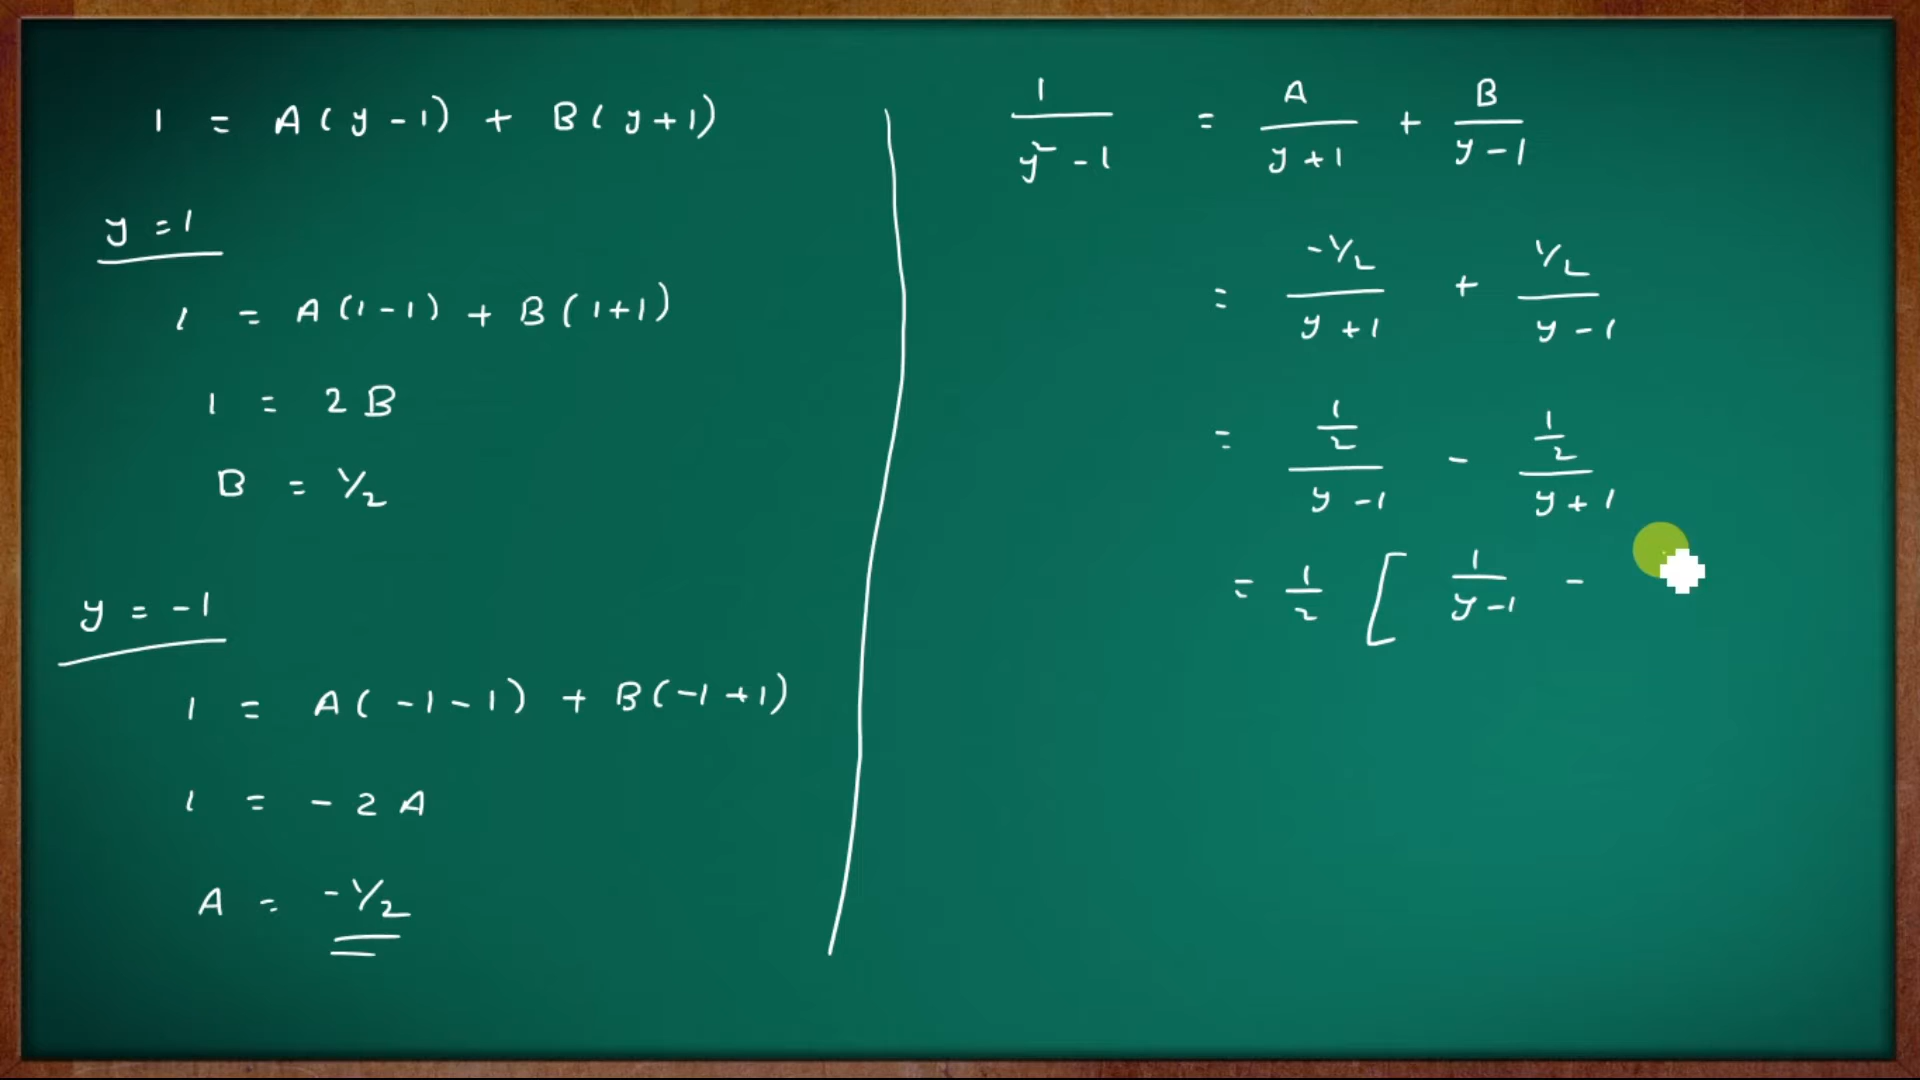 1 = A(y-1) + B(y+1)
y = 1
1 = A(1-1) + B(1+1)
1 = 2B
B = 1/2
y = -1
1 = A(-1-1) + B(-1+1)
1 = -2A
A = -1/2
1/(y²-1) = A/(y+1) + B/(y-1)
= (-1/2)/(y+1) + (1/2)/(y-1)
= (1/2)/(y-1) - (1/2)/(y+1)
= 1/2 [ 1/(y-1) -